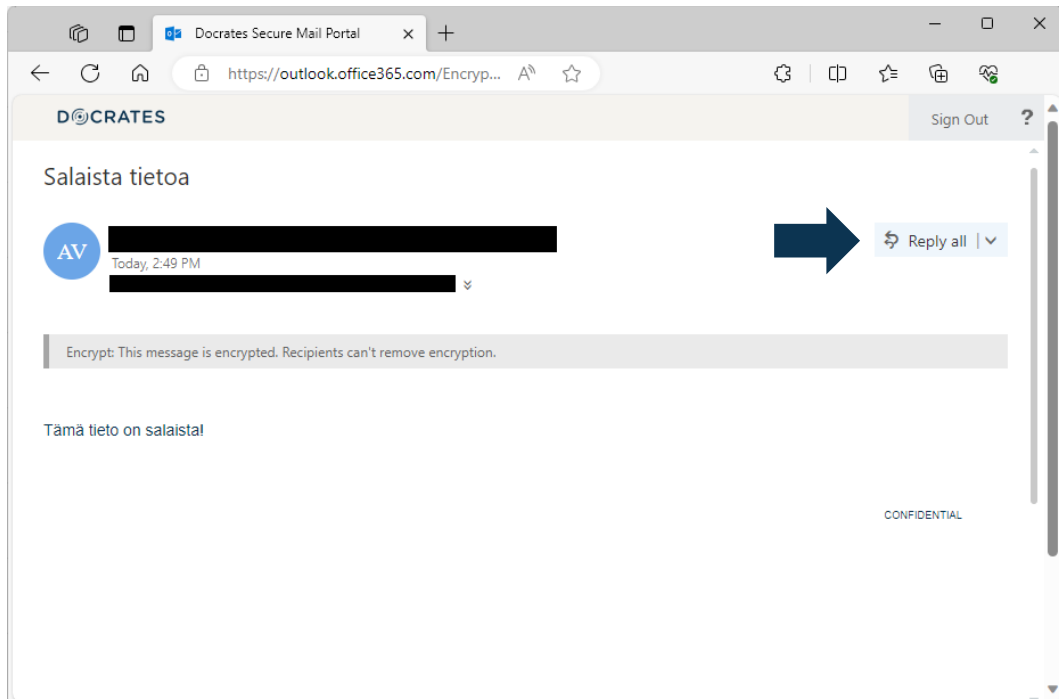 Docrates Secure Mail Portal
https://outlook.office365.com/Encryp...
DOCRATES
Sign Out
?
Salaista tietoa
AV
Today, 2:49 PM
Reply all
Encrypt: This message is encrypted. Recipients can't remove encryption.
Tämä tieto on salaista!
CONFIDENTIAL